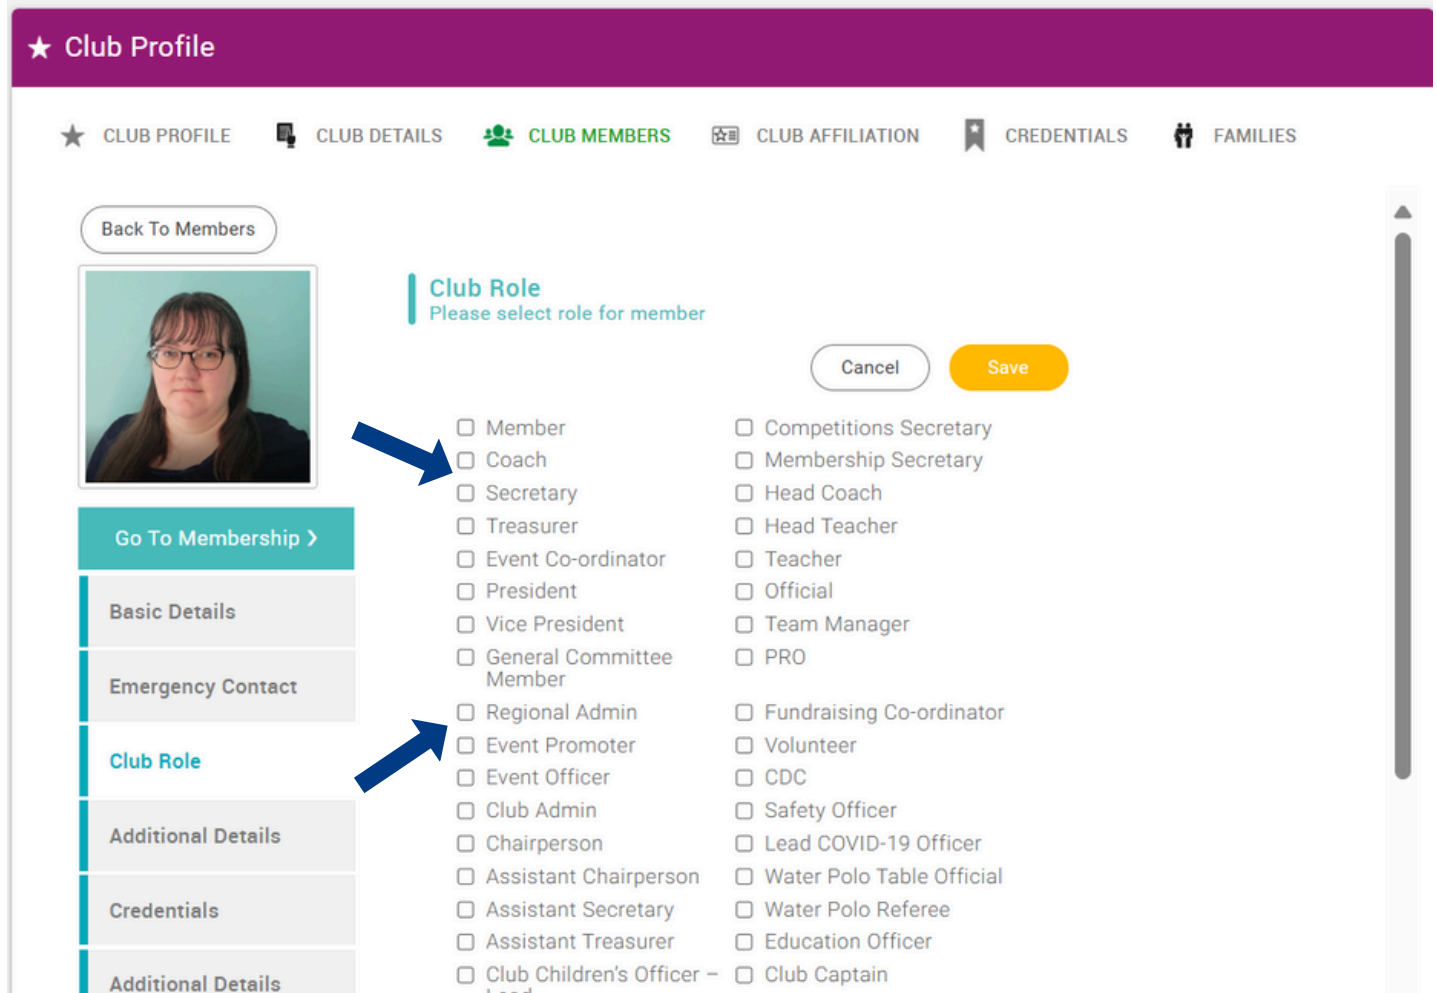 Club Profile
CLUB PROFILE
CLUB DETAILS
CLUB MEMBERS
CLUB AFFILIATION
CREDENTIALS
FAMILIES
Back To Members
Go To Membership
Basic Details
Emergency Contact
Club Role
Additional Details
Credentials
Additional Details
Club Role
Please select role for member
Cancel
Save
Member
Coach
Secretary
Treasurer
Event Co-ordinator
President
Vice President
General Committee
Member
Regional Admin
Event Promoter
Event Officer
Club Admin
Chairperson
Assistant Chairperson
Assistant Secretary
Assistant Treasurer
Club Children's Officer –
Competitions Secretary
Membership Secretary
Head Coach
Head Teacher
Teacher
Official
Team Manager
PRO
Fundraising Co-ordinator
Volunteer
CDC
Safety Officer
Lead COVID-19 Officer
Water Polo Table Official
Water Polo Referee
Education Officer
Club Captain